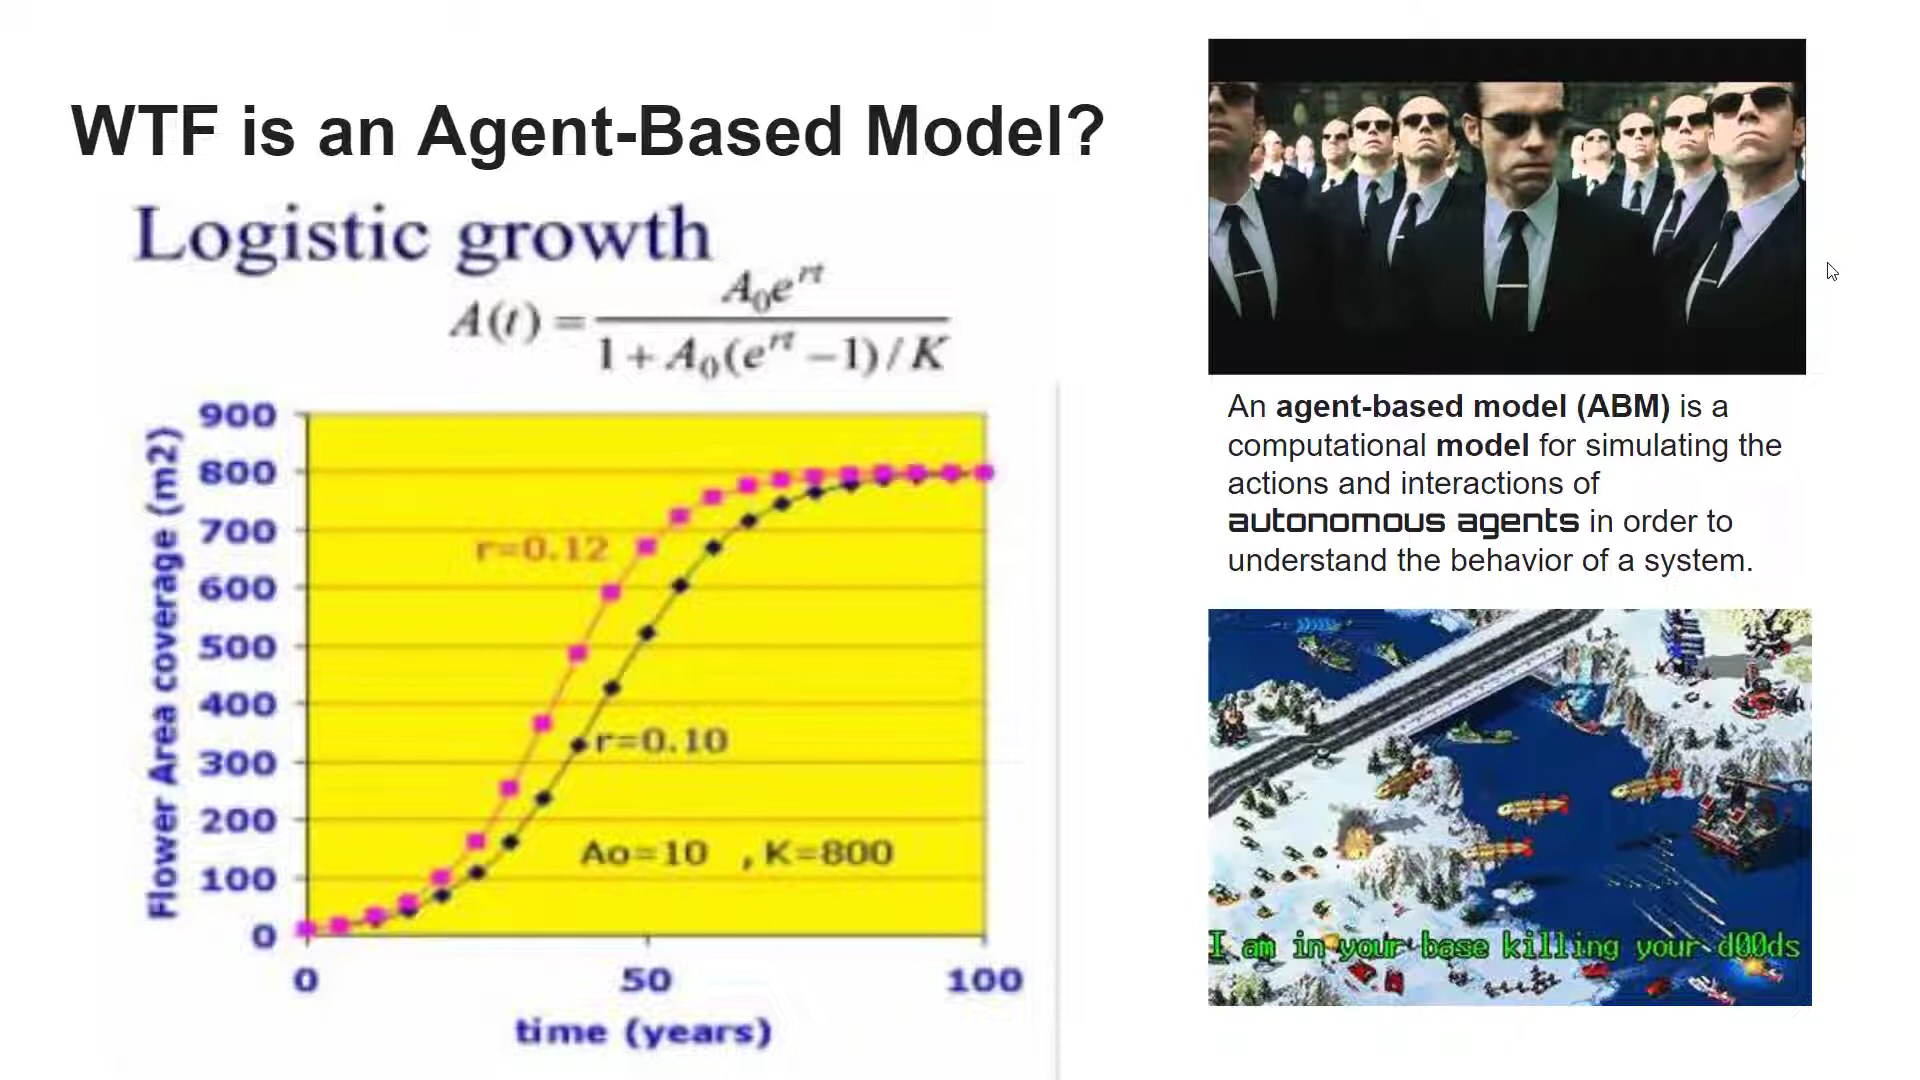 WTF is an Agent-Based Model?
Logistic growth
A(t) = A₀eʳᵗ / 1 + A₀(eʳᵗ − 1) / K
900
800
700
600
500
400
300
200
100
0
Flower Area coverage (m2)
r=0.12
r=0.10
Ao=10 , K=800
0 50 100
time (years)
An agent-based model (ABM) is a
computational model for simulating the
actions and interactions of
autonomous agents in order to
understand the behavior of a system.
I am in your base killing your d00ds